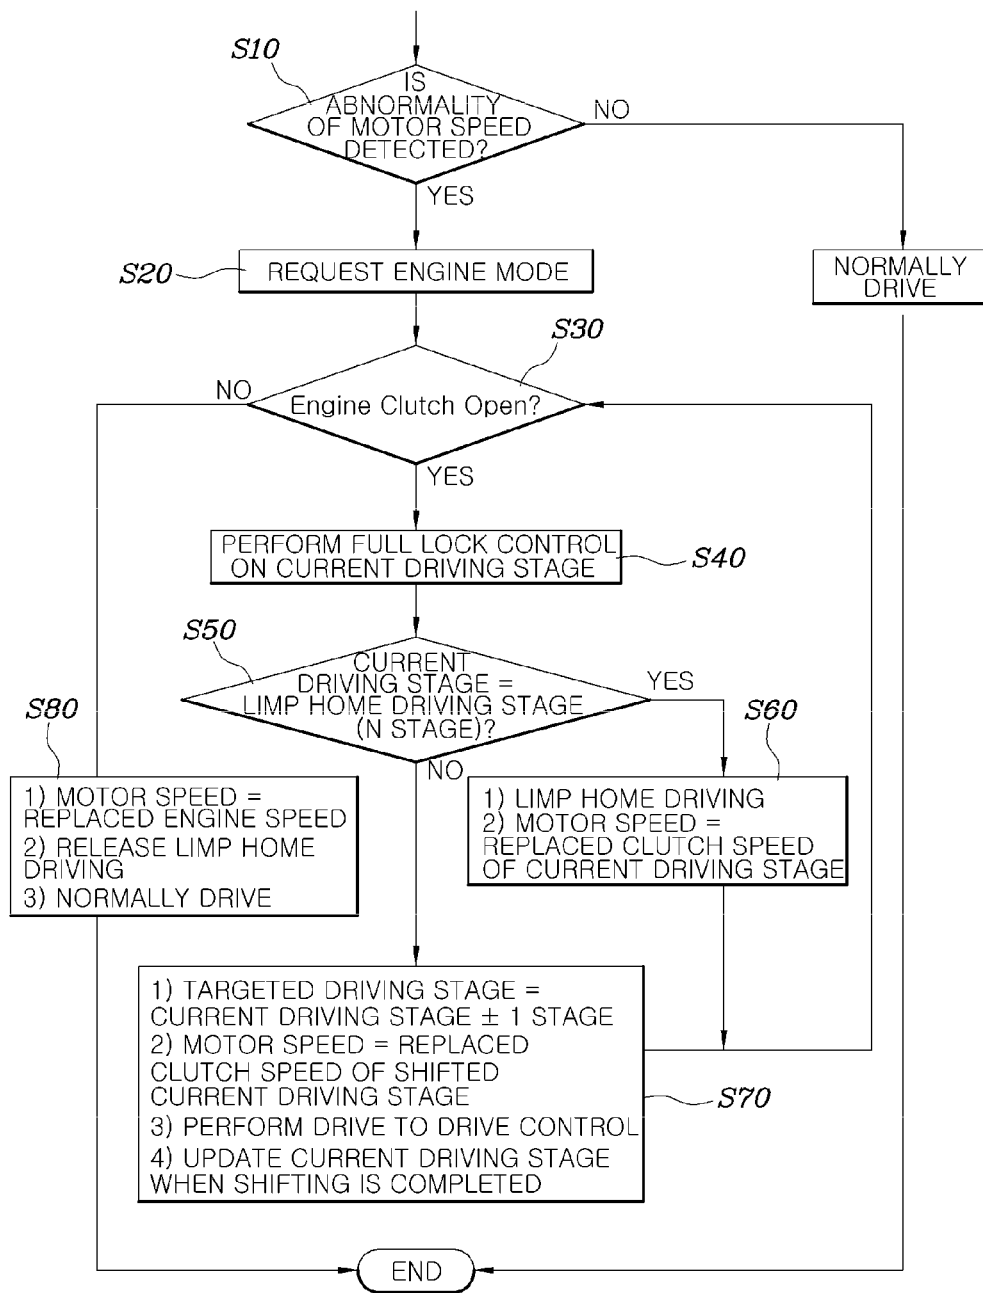 S10
IS
ABNORMALITY
OF MOTOR SPEED
DETECTED?
NO
YES
S20
REQUEST ENGINE MODE
NORMALLY
DRIVE
S30
NO
Engine Clutch Open?
YES
PERFORM FULL LOCK CONTROL
ON CURRENT DRIVING STAGE
S40
S50
CURRENT
DRIVING STAGE =
LIMP HOME DRIVING STAGE
(N STAGE)?
YES
NO
S80
1) MOTOR SPEED =
REPLACED ENGINE SPEED
2) RELEASE LIMP HOME
DRIVING
3) NORMALLY DRIVE
S60
1) LIMP HOME DRIVING
2) MOTOR SPEED =
REPLACED CLUTCH SPEED
OF CURRENT DRIVING STAGE
1) TARGETED DRIVING STAGE =
CURRENT DRIVING STAGE ± 1 STAGE
2) MOTOR SPEED = REPLACED
CLUTCH SPEED OF SHIFTED
CURRENT DRIVING STAGE
3) PERFORM DRIVE TO DRIVE CONTROL
4) UPDATE CURRENT DRIVING STAGE
WHEN SHIFTING IS COMPLETED
S70
END